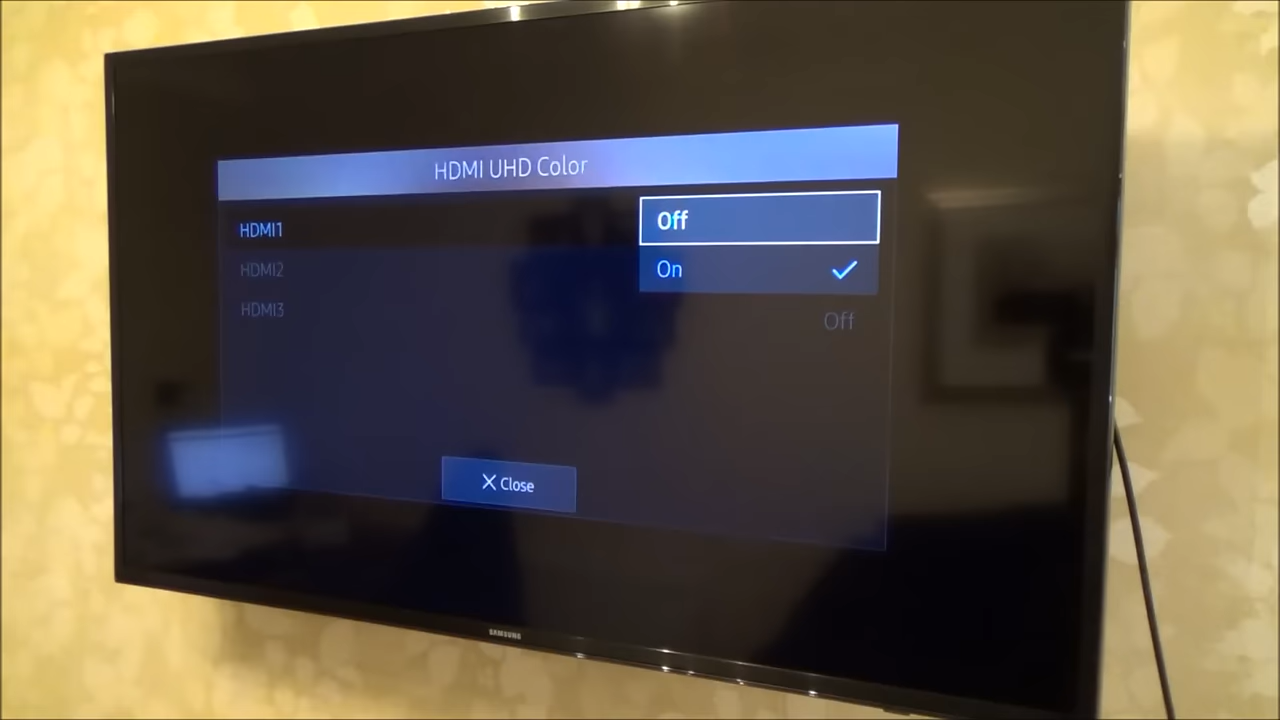 HDMI UHD Color
HDMI1
Off
HDMI2
On
HDMI3
Off
Close
SAMSUNG